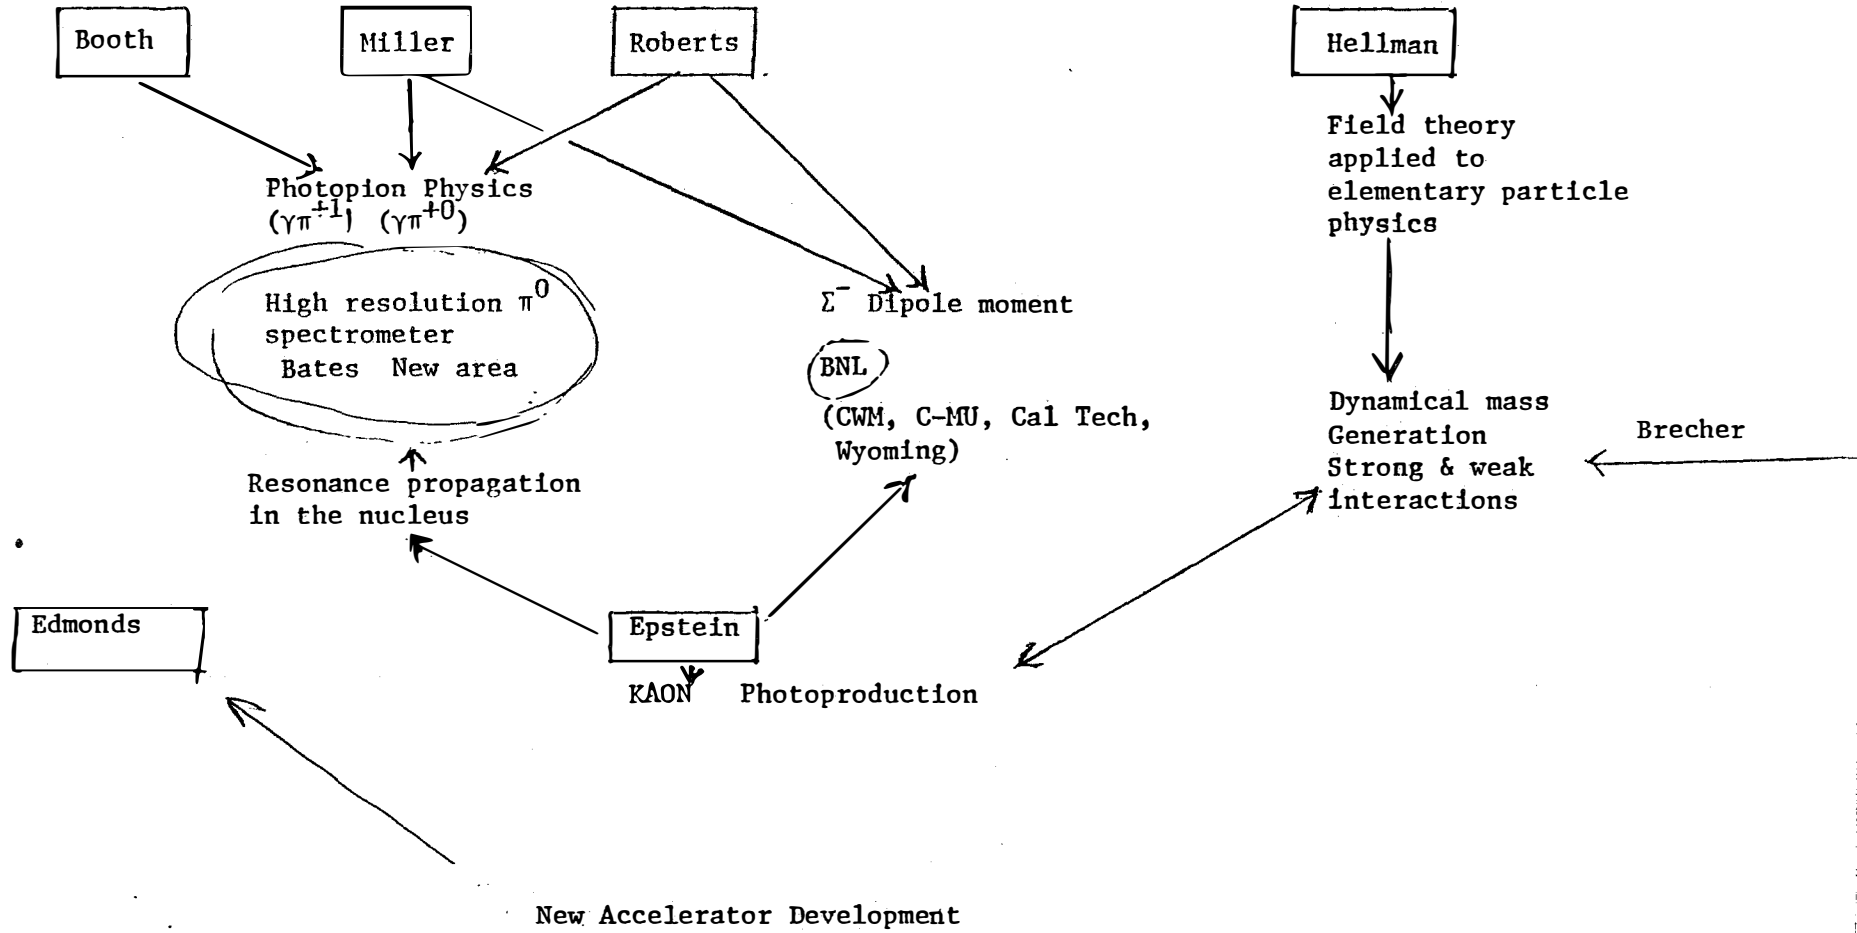 Booth
Miller
Roberts
Hellman
Field theory
applied to
elementary particle
physics
Photopion Physics
(γπ⁺¹) (γπ⁺⁰)
High resolution π⁰
spectrometer
Bates New area
Σ⁻ Dipole moment
BNL
(CWM, C-MU, Cal Tech,
Wyoming)
Dynamical mass
Generation
Strong & weak
interactions
Brecher
Resonance propagation
in the nucleus
Edmonds
Epstein
KAON Photoproduction
New Accelerator Development